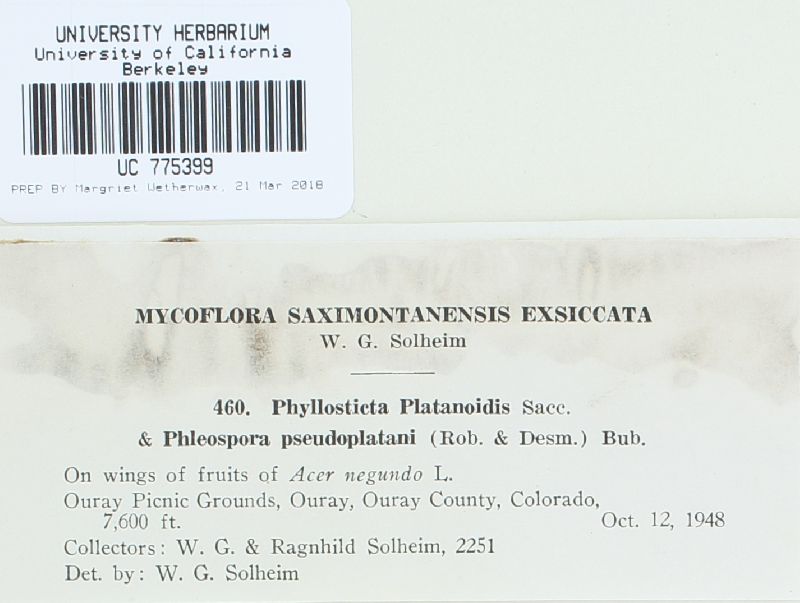 UNIVERSITY HERBARIUM
University of California
Berkeley
UC 775399
PREP BY Margriet Wetherwax, 21 Mar 2018
MYCOFLORA SAXIMONTANENSIS EXSICCATA
W. G. Solheim
460. Phyllosticta Platanoidis Sacc.
& Phleospora pseudoplatani (Rob. & Desm.) Bub.
On wings of fruits of Acer negundo L.
Ouray Picnic Grounds, Ouray, Ouray County, Colorado,
7,600 ft. Oct. 12, 1948
Collectors: W. G. & Ragnhild Solheim, 2251
Det. by: W. G. Solheim